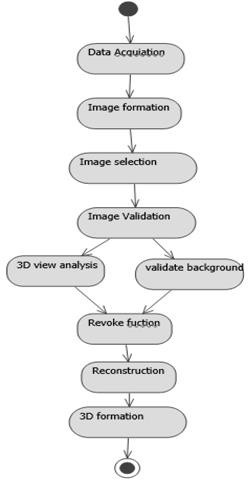 Data Acquiation
Image formation
Image selection
Image Validation
3D view analysis
validate background
Revoke fuction
Reconstruction
3D formation